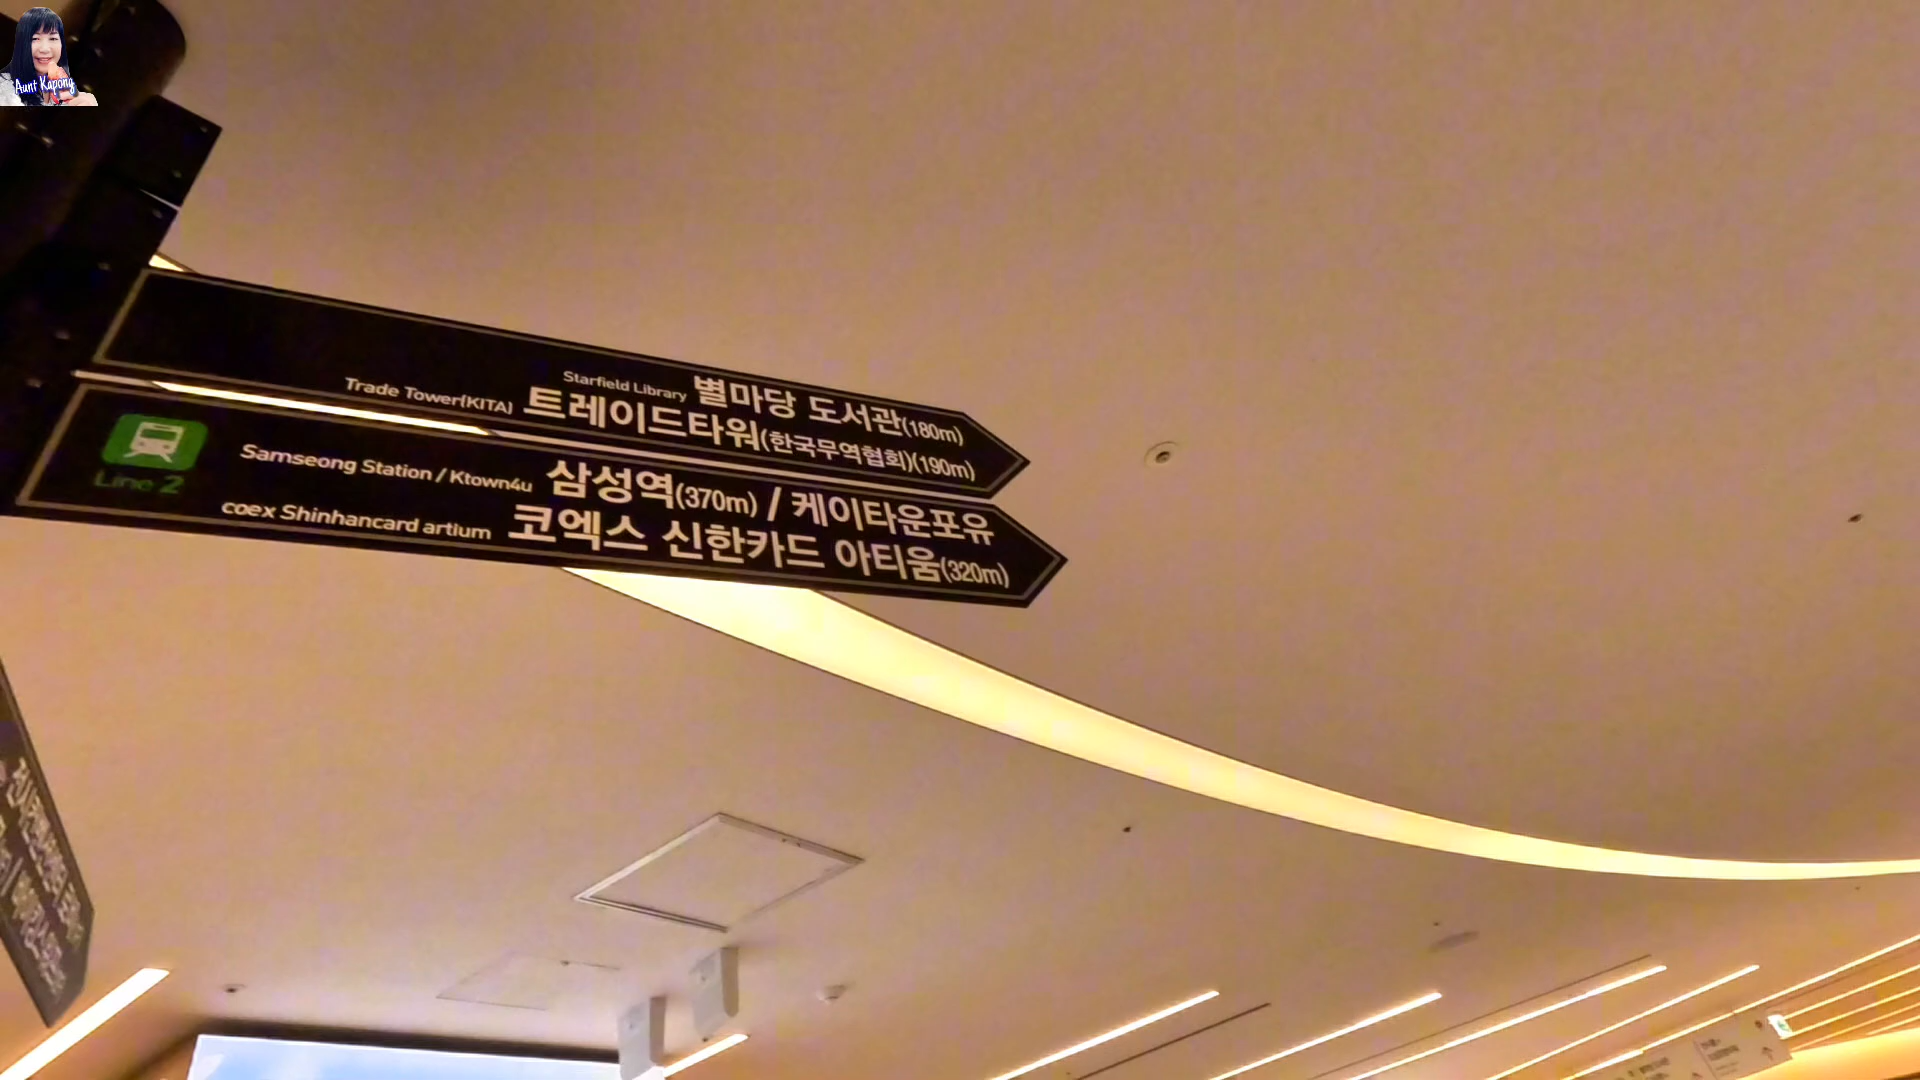 Aunt Kapong
Starfield Library 별마당 도서관(180m)
Trade Tower(KITA) 트레이드타워(한국무역협회)(190m)
Line 2
Samseong Station / Ktown4u 삼성역(370m) / 케이타운포유
coex Shinhancard artium 코엑스 신한카드 아티움(320m)